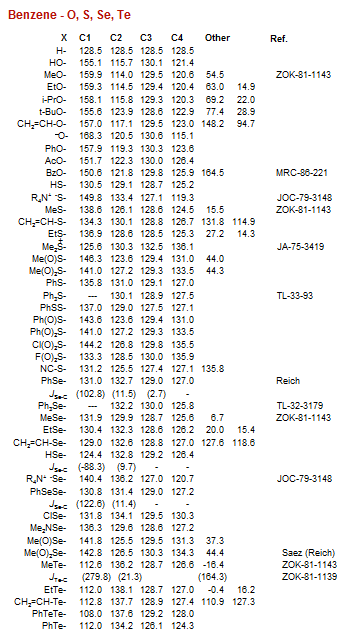 Benzene - O, S, Se, Te
X C1 C2 C3 C4 Other Ref.
H- 128.5 128.5 128.5 128.5
HO- 155.1 115.7 130.1 121.4
MeO- 159.9 114.0 129.5 120.6 54.5 ZOK-81-1143
EtO- 159.3 114.5 129.4 120.4 63.0 14.9
i-PrO- 158.1 115.8 129.3 120.3 69.2 22.0
t-BuO- 155.6 123.9 128.6 122.9 77.4 28.9
CH₂=CH-O- 157.0 117.1 129.5 123.0 148.2 94.7
⁻O- 168.3 120.5 130.6 115.1
PhO- 157.9 119.3 130.3 123.6
AcO- 151.7 122.3 130.0 126.4
BzO- 150.6 121.8 129.8 125.9 164.5 MRC-86-221
HS- 130.5 129.1 128.7 125.2
R₄N⁺ ⁻S- 149.8 133.4 127.1 119.3 JOC-79-3148
MeS- 138.6 126.1 128.6 124.5 15.5 ZOK-81-1143
CH₂=CH-S- 134.3 130.1 128.8 126.7 131.8 114.9
EtS- 136.9 128.6 128.5 125.3 27.2 14.3
Me₂S⁺- 125.6 130.3 132.5 136.1 JA-75-3419
Me(O)S- 146.3 123.6 129.4 131.0 44.0
Me(O)₂S- 141.0 127.2 129.3 133.5 44.3
PhS- 135.8 131.0 129.1 127.0
Ph₂S- --- 130.1 128.9 127.5 TL-33-93
PhSS- 137.0 129.0 127.5 127.1
Ph(O)S- 143.6 123.6 129.4 131.0
Ph(O)₂S- 141.0 127.2 129.3 133.5
Cl(O)₂S- 144.2 126.8 129.8 135.5
F(O)₂S- 133.3 128.5 130.0 135.9
NC-S- 131.2 125.5 127.4 127.1 135.8
PhSe- 131.0 132.7 129.0 127.0 Reich
J Se-C (102.8) (11.5) (2.7) -
Ph₂Se- --- 132.2 130.0 125.8 TL-32-3179
MeSe- 131.9 129.9 128.7 125.6 6.7 ZOK-81-1143
EtSe- 130.4 132.3 128.6 126.2 20.0 15.4
CH₂=CH-Se- 129.0 132.6 128.8 127.0 127.6 118.6
HSe- 124.4 132.8 129.2 126.4
J Se-C (-88.3) (9.7) - -
R₄N⁺ ⁻Se- 140.4 136.2 127.0 120.7 JOC-79-3148
PhSeSe- 130.8 131.4 129.0 127.2
J Se-C (122.6) (11.4) - -
ClSe- 131.8 134.1 129.5 130.3
Me₂NSe- 136.3 129.6 128.6 127.2
Me(O)Se- 141.8 125.5 129.5 131.3 37.3
Me(O)₂Se- 142.8 126.5 130.3 134.3 44.4 Saez (Reich)
MeTe- 112.6 136.2 128.7 126.6 -16.4 ZOK-81-1143
J Te-C (279.8) (21.3) (164.3) ZOK-81-1139
EtTe- 112.0 138.1 128.7 127.0 -0.4 16.2
CH₂=CH-Te- 112.8 137.7 128.9 127.4 110.9 127.3
PhTeTe- 108.0 137.6 129.2 128.0
PhTe- 112.0 134.2 126.1 124.3